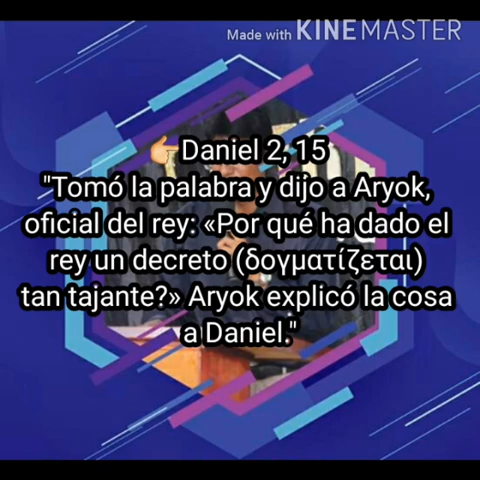 Made with KINEMASTER
👉Daniel 2, 15
"Tomó la palabra y dijo a Aryok,
oficial del rey: «Por qué ha dado el
rey un decreto (δογματίζεται)
tan tajante?» Aryok explicó la cosa
a Daniel."